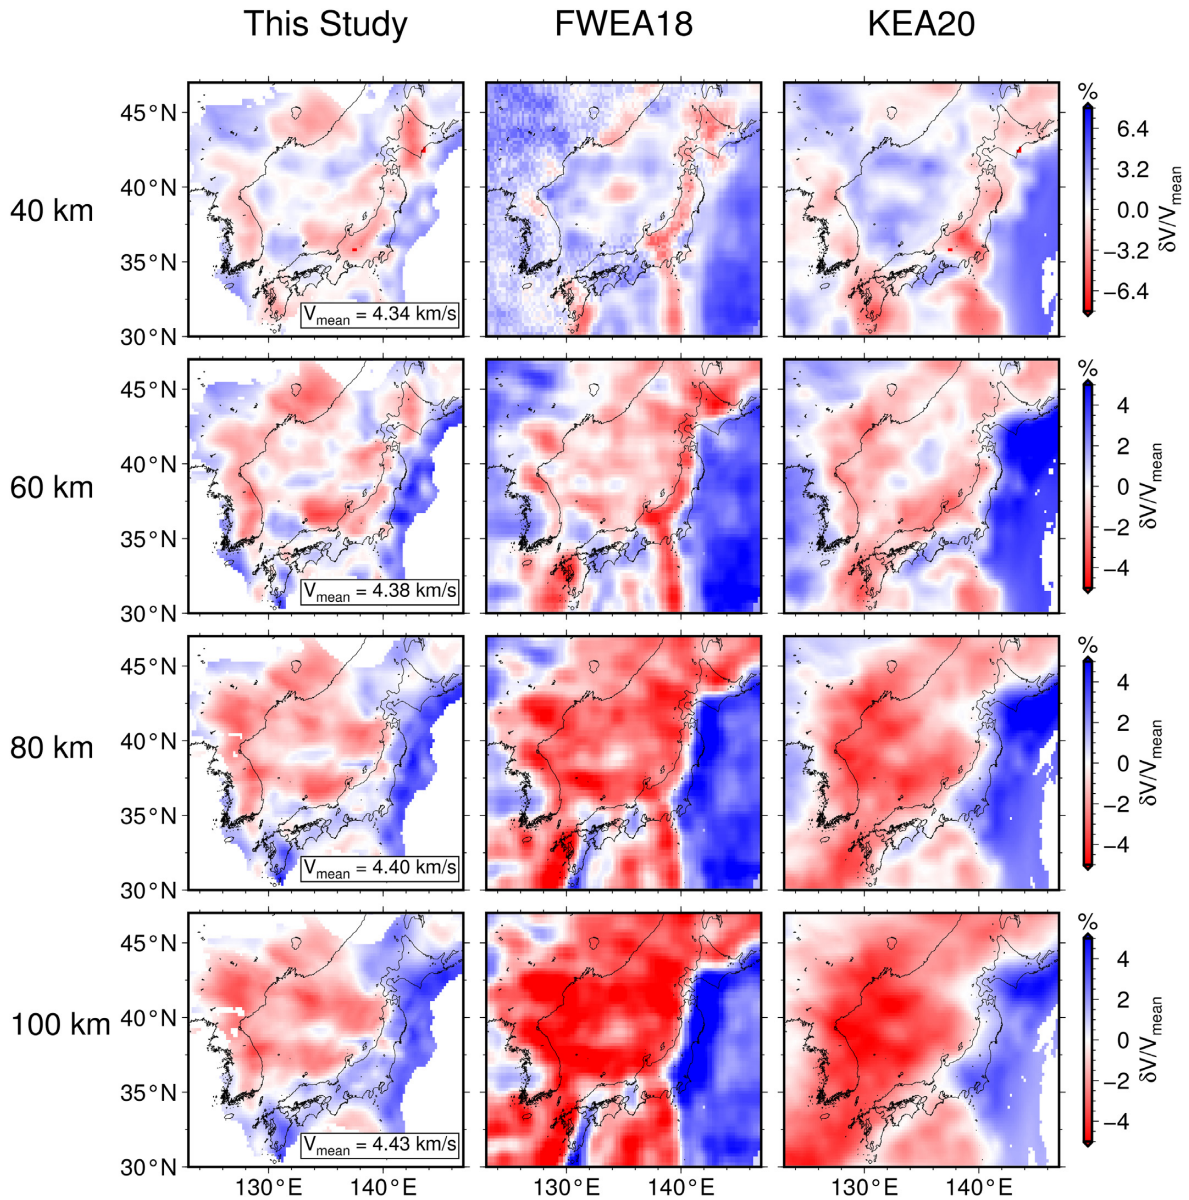 This Study FWEA18 KEA20
%
45°N
40°N
35°N
30°N
40 km
V_mean = 4.34 km/s
6.4
3.2
0.0
−3.2
−6.4
δV/V_mean
%
45°N
40°N
35°N
30°N
60 km
V_mean = 4.38 km/s
4
2
0
−2
−4
δV/V_mean
%
45°N
40°N
35°N
30°N
80 km
V_mean = 4.40 km/s
4
2
0
−2
−4
δV/V_mean
%
45°N
40°N
35°N
30°N
100 km
V_mean = 4.43 km/s
4
2
0
−2
−4
δV/V_mean
130°E 140°E 130°E 140°E 130°E 140°E